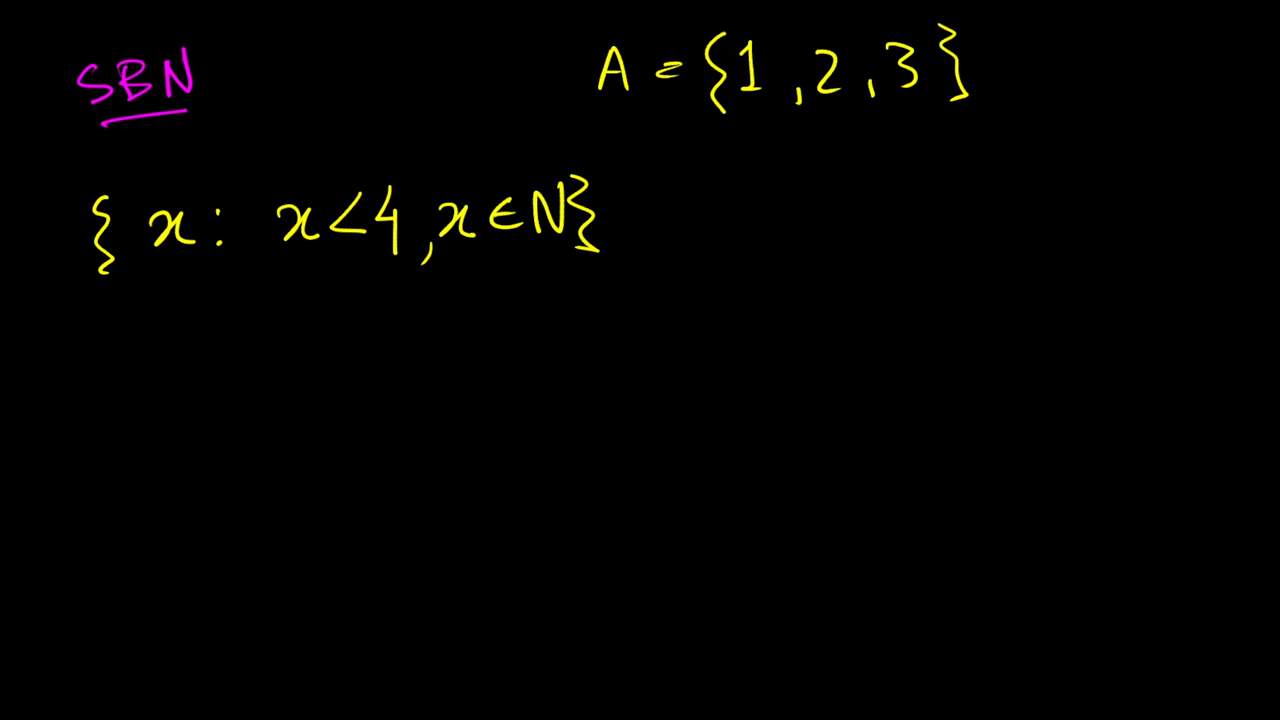 SBN
A = {1, 2, 3}
{ x : x < 4, x ∈ N}